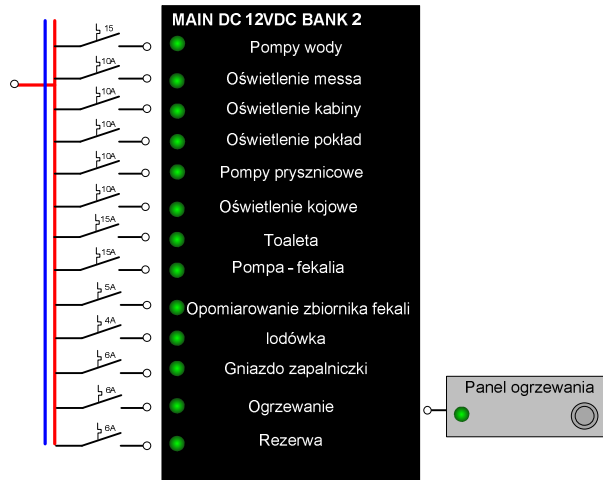 MAIN DC 12VDC BANK 2
15
Pompy wody
10A
Oświetlenie messa
10A
Oświetlenie kabiny
10A
Oświetlenie pokład
10A
Pompy prysznicowe
10A
Oświetlenie kojowe
15A
Toaleta
15A
Pompa - fekalia
5A
Opomiarowanie zbiornika fekali
4A
lodówka
6A
Gniazdo zapalniczki
6A
Ogrzewanie
6A
Rezerwa
Panel ogrzewania